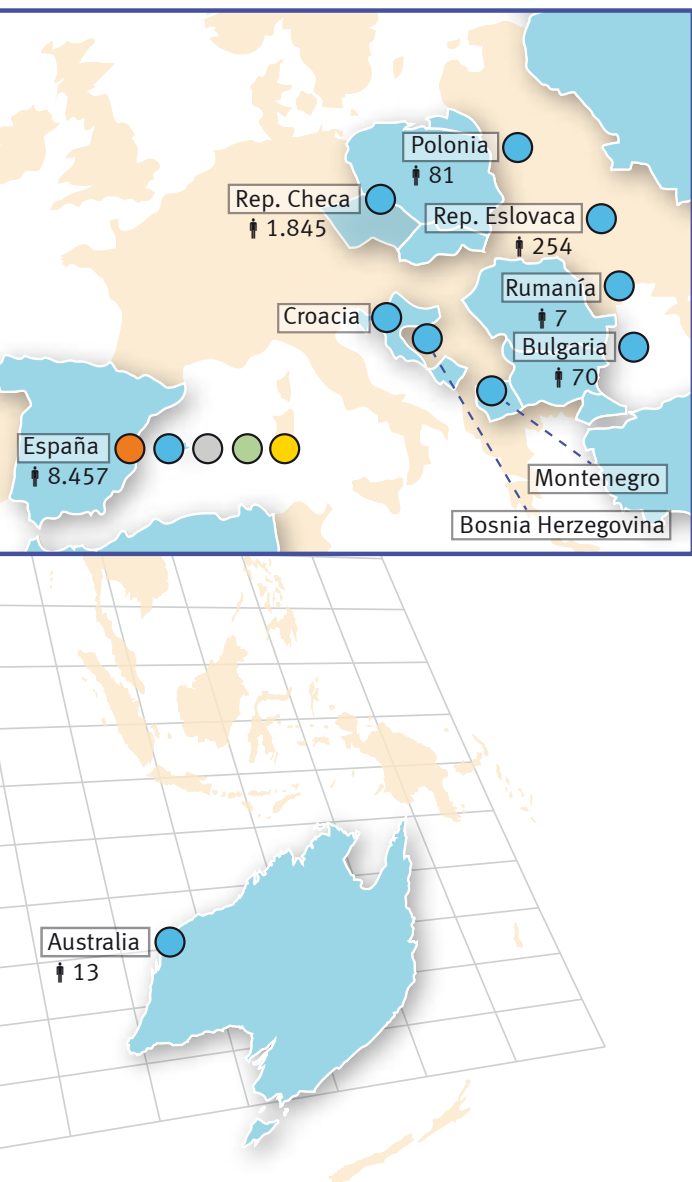 Polonia
81
Rep. Checa
1.845
Rep. Eslovaca
254
Rumanía
7
Croacia
Bulgaria
70
España
8.457
Montenegro
Bosnia Herzegovina
Australia
13